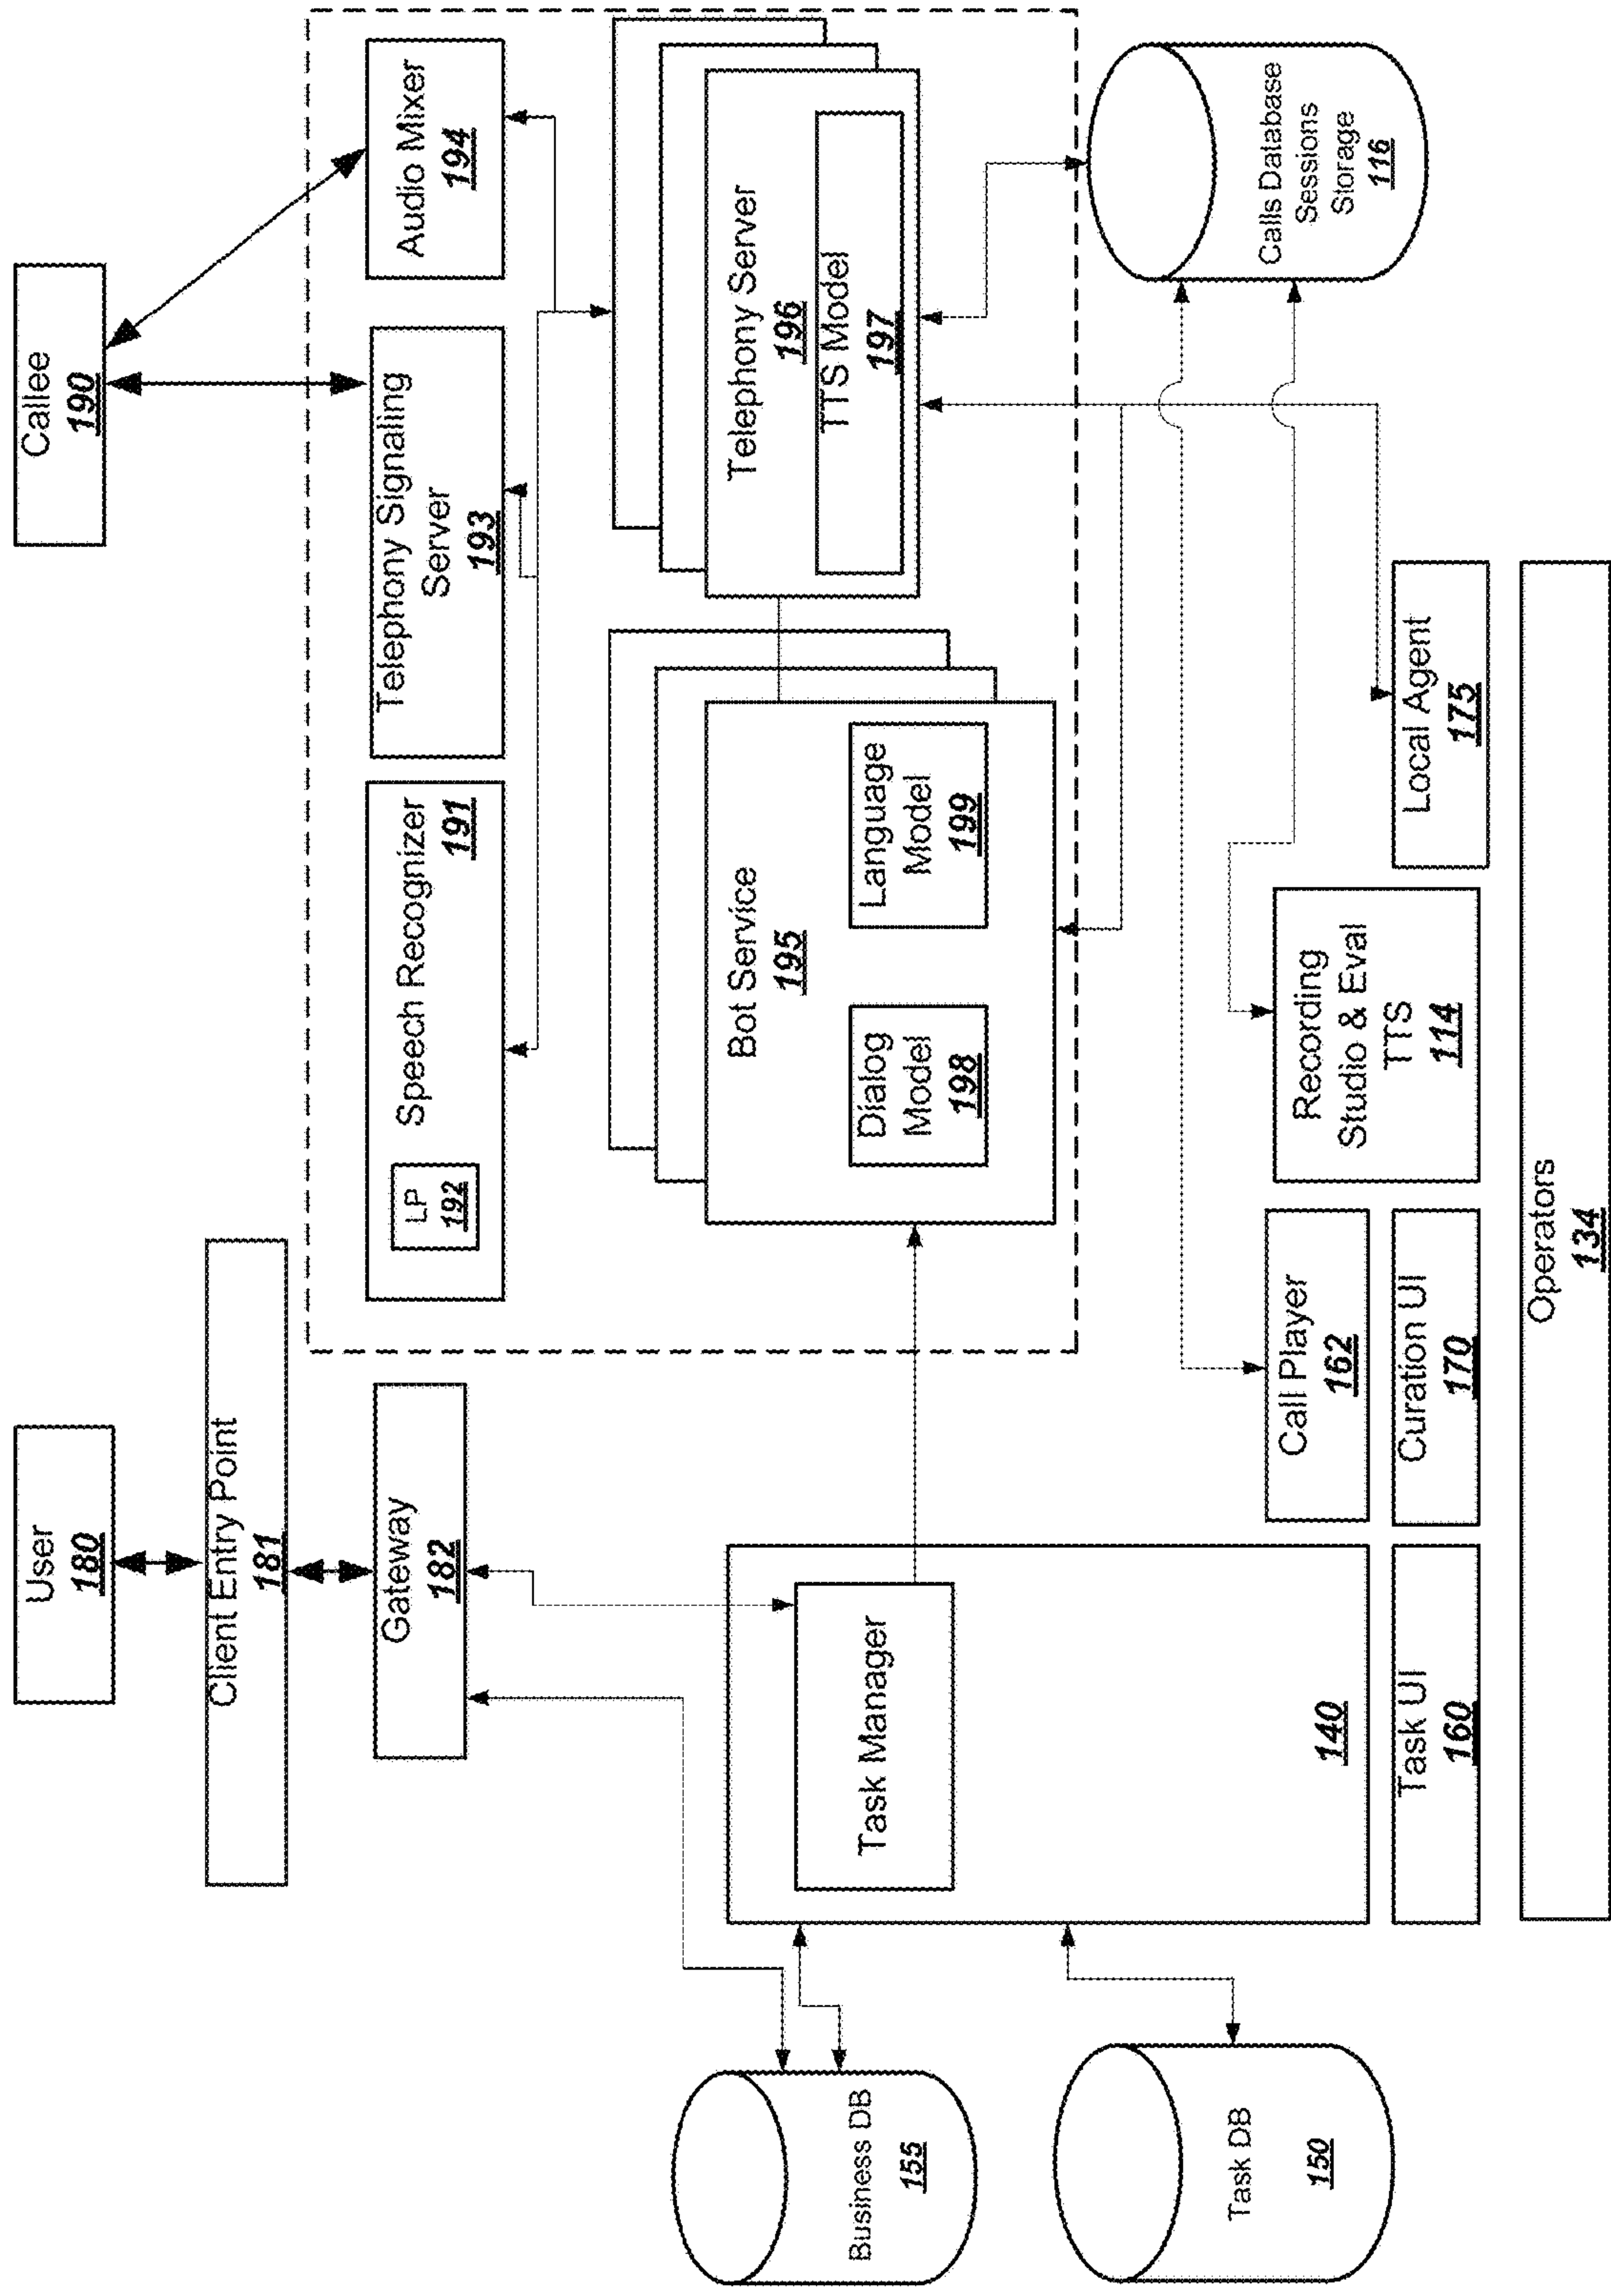 User
180
Callee
190
Client Entry Point
181
Gateway
182
LP
192
Speech Recognizer
191
Telephony Signaling
Server
193
Audio Mixer
194
Business DB
155
Task DB
150
Task Manager
140
Bot Service
195
Dialog
Model
198
Language
Model
199
Telephony Server
196
TTS Model
197
Calls Database
Sessions
Storage
116
Task UI
160
Call Player
162
Curation UI
170
Recording
Studio & Eval
TTS
114
Local Agent
175
Operators
134